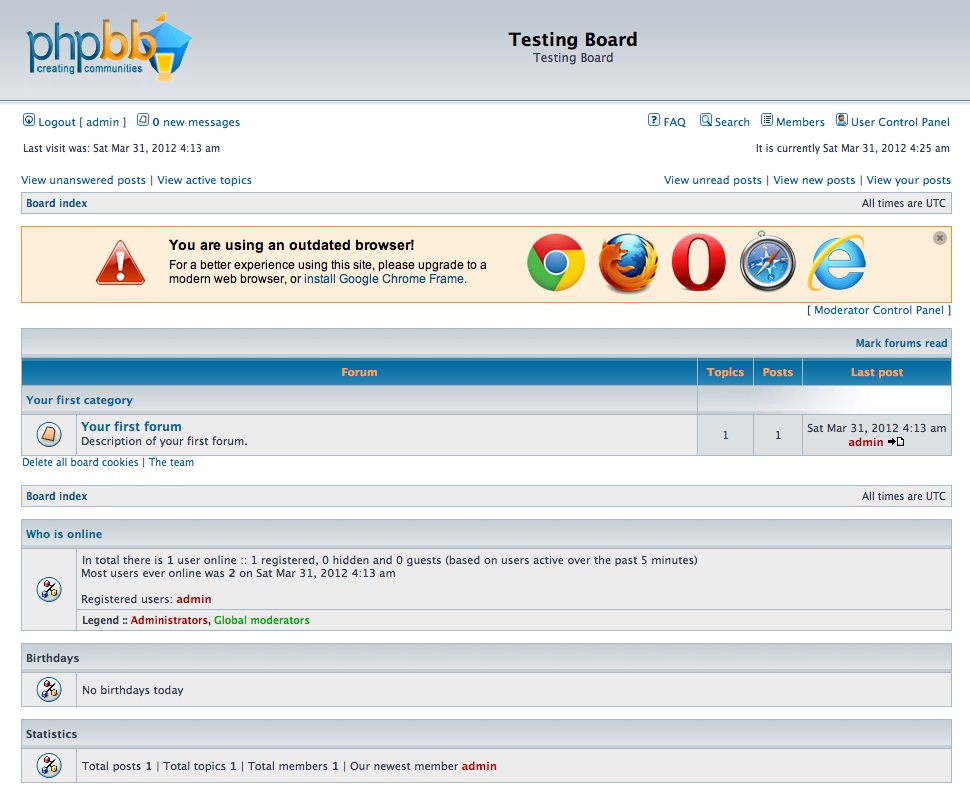 phpbb
creating communities
Testing Board
Testing Board
Logout [ admin ] 0 new messages
FAQ Search Members User Control Panel
Last visit was: Sat Mar 31, 2012 4:13 am
It is currently Sat Mar 31, 2012 4:25 am
View unanswered posts | View active topics
View unread posts | View new posts | View your posts
Board index
All times are UTC
You are using an outdated browser!
For a better experience using this site, please upgrade to a
modern web browser, or install Google Chrome Frame.
[ Moderator Control Panel ]
Mark forums read
Forum Topics Posts Last post
Your first category
Your first forum
Description of your first forum.
1
1
Sat Mar 31, 2012 4:13 am
admin
Delete all board cookies | The team
Board index
All times are UTC
Who is online
In total there is 1 user online :: 1 registered, 0 hidden and 0 guests (based on users active over the past 5 minutes)
Most users ever online was 2 on Sat Mar 31, 2012 4:13 am
Registered users: admin
Legend :: Administrators, Global moderators
Birthdays
No birthdays today
Statistics
Total posts 1 | Total topics 1 | Total members 1 | Our newest member admin